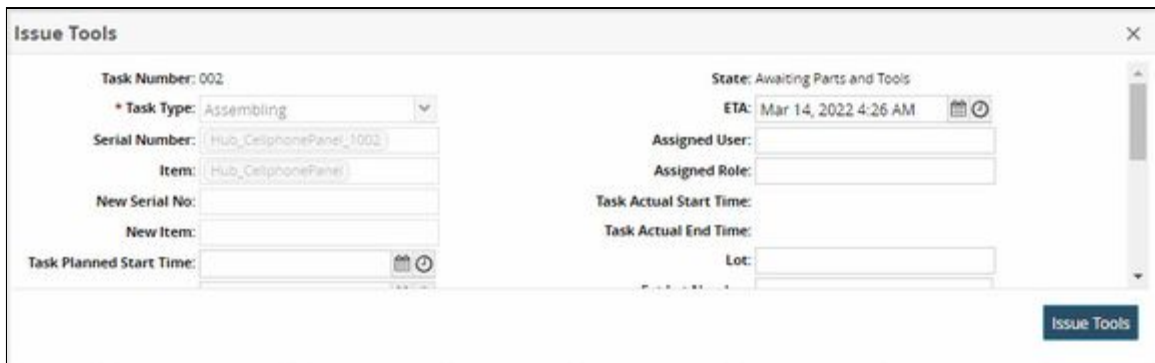 Issue Tools
Task Number: 002
* Task Type: Assembling
Serial Number: Hub_CellphonePanel_1002
Item: Hub_CellphonePanel
New Serial No:
New Item:
Task Planned Start Time:
State: Awaiting Parts and Tools
ETA: Mar 14, 2022 4:26 AM
Assigned User:
Assigned Role:
Task Actual Start Time:
Task Actual End Time:
Lot:
Issue Tools